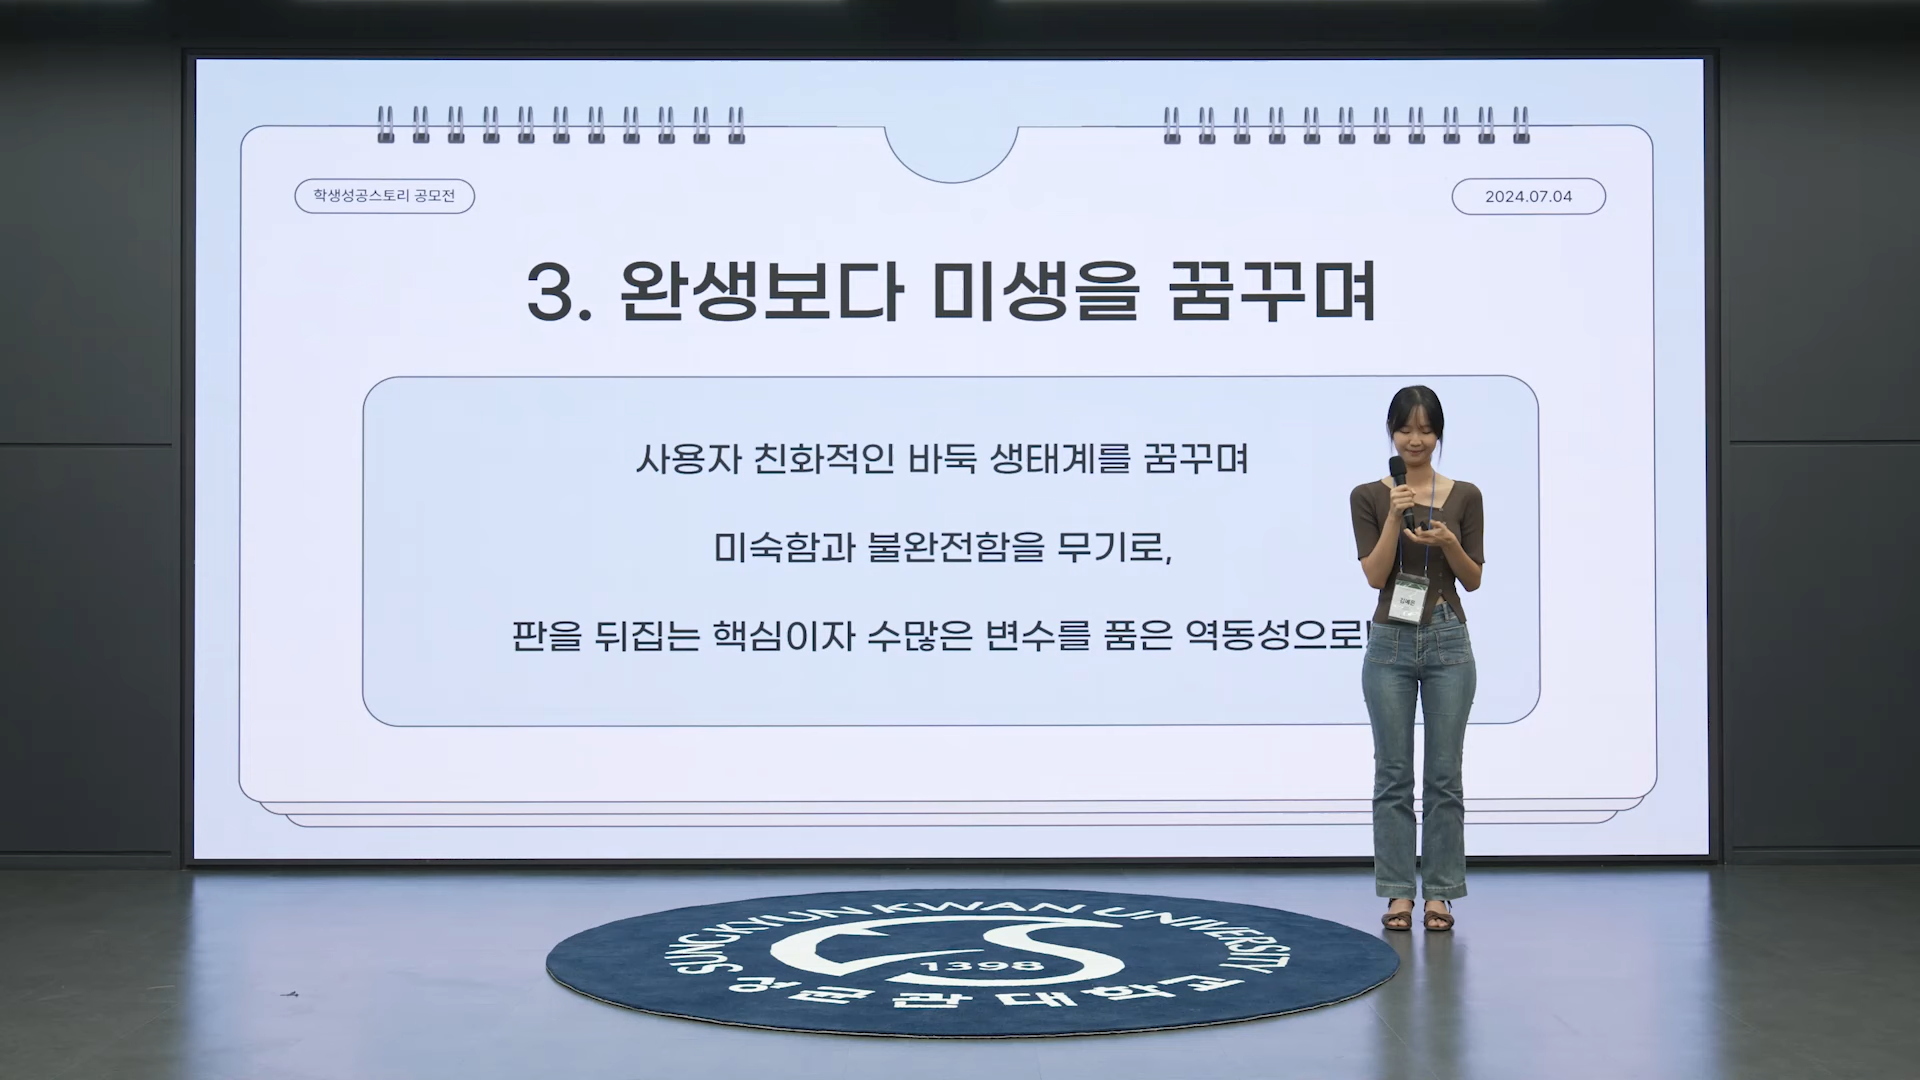 학생성공스토리 공모전
2024.07.04
3. 완생보다 미생을 꿈꾸며
사용자 친화적인 바둑 생태계를 꿈꾸며
미숙함과 불완전함을 무기로,
판을 뒤집는 핵심이자 수많은 변수를 품은 역동성으로!
SUNGKYUNKWAN UNIVERSITY
1398
성균관대학교